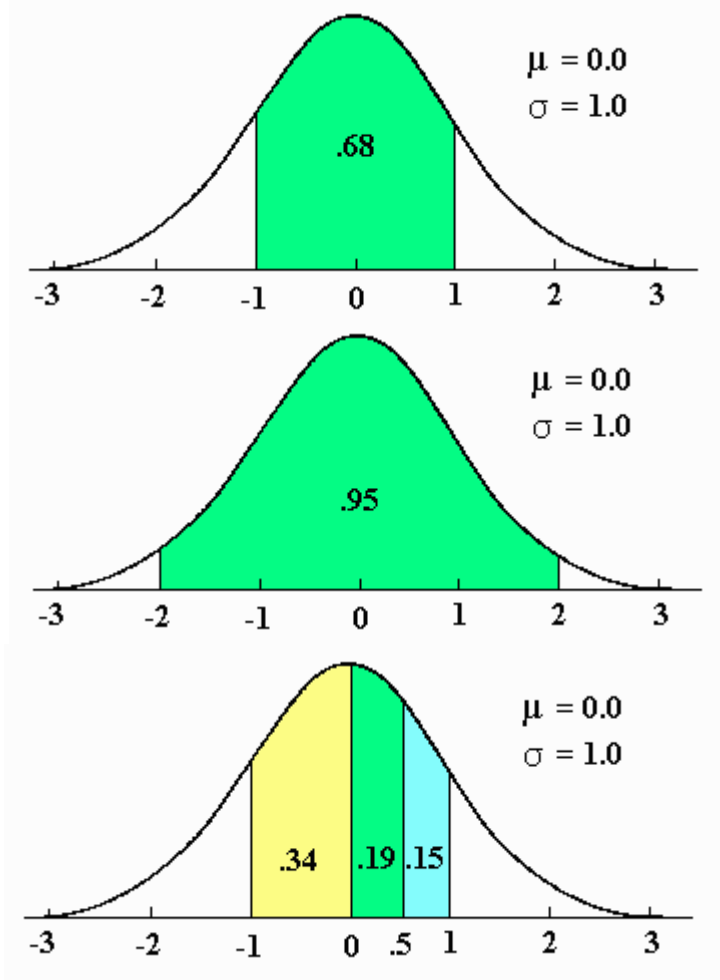 μ = 0.0
σ = 1.0
.68
-3 -2 -1 0 1 2 3
μ = 0.0
σ = 1.0
.95
-3 -2 -1 0 1 2 3
μ = 0.0
σ = 1.0
.34 .19 .15
-3 -2 -1 0 .5 1 2 3